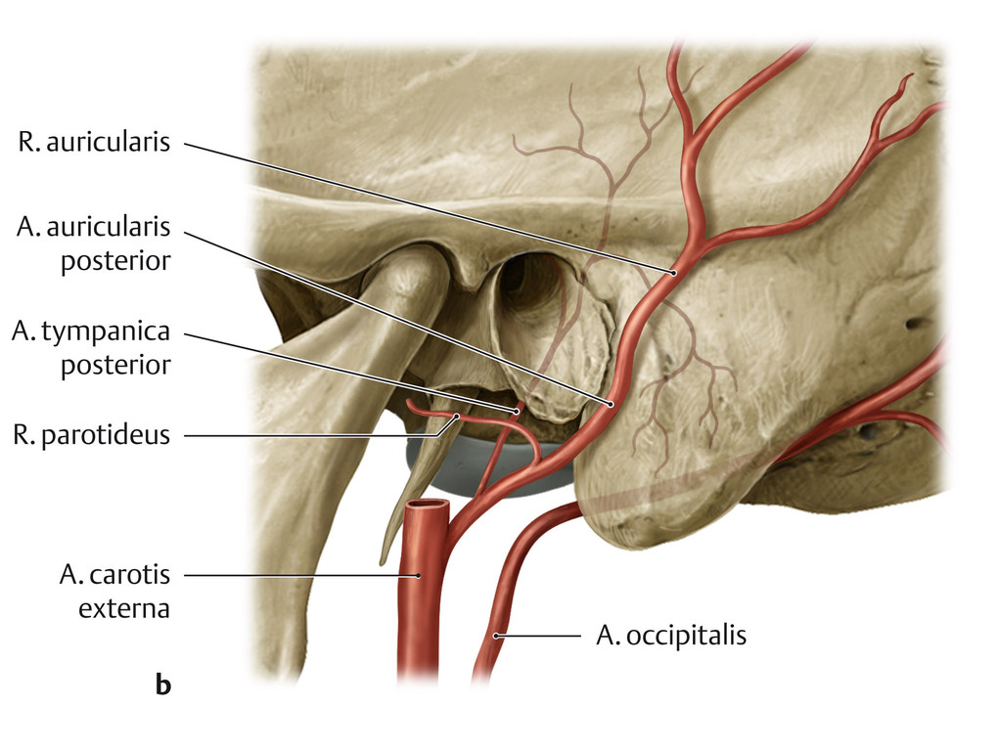 R. auricularis
A. auricularis
posterior
A. tympanica
posterior
R. parotideus
A. carotis
externa
A. occipitalis
b